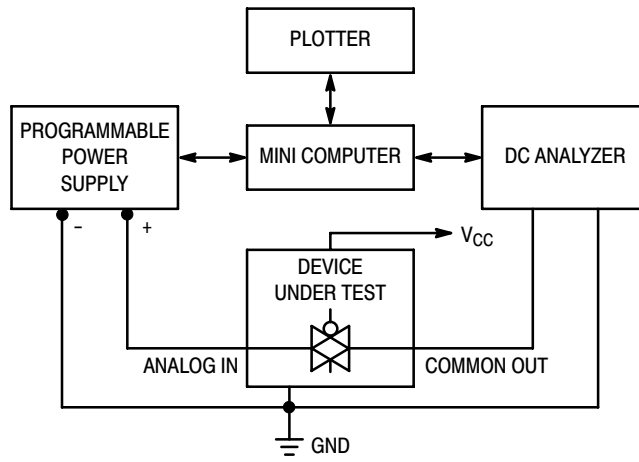 PLOTTER
PROGRAMMABLE
POWER
SUPPLY
MINI COMPUTER
DC ANALYZER
–
+
VCC
DEVICE
UNDER TEST
ANALOG IN
COMMON OUT
GND